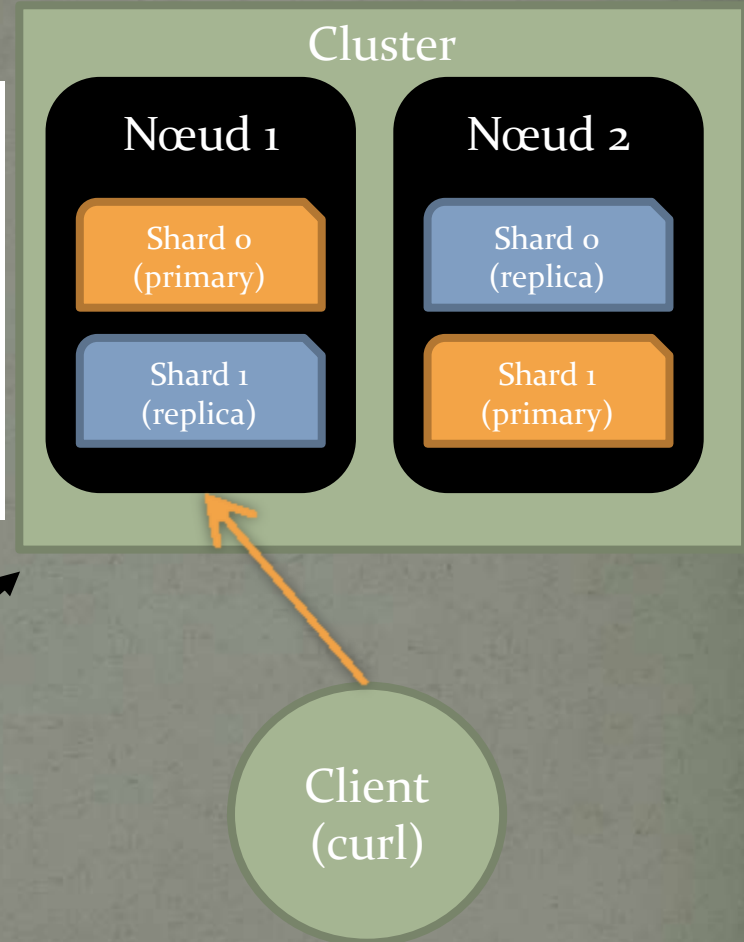 Cluster
Nœud 1
Nœud 2
Shard 0
(primary)
Shard 0
(replica)
Shard 1
(replica)
Shard 1
(primary)
Client
(curl)